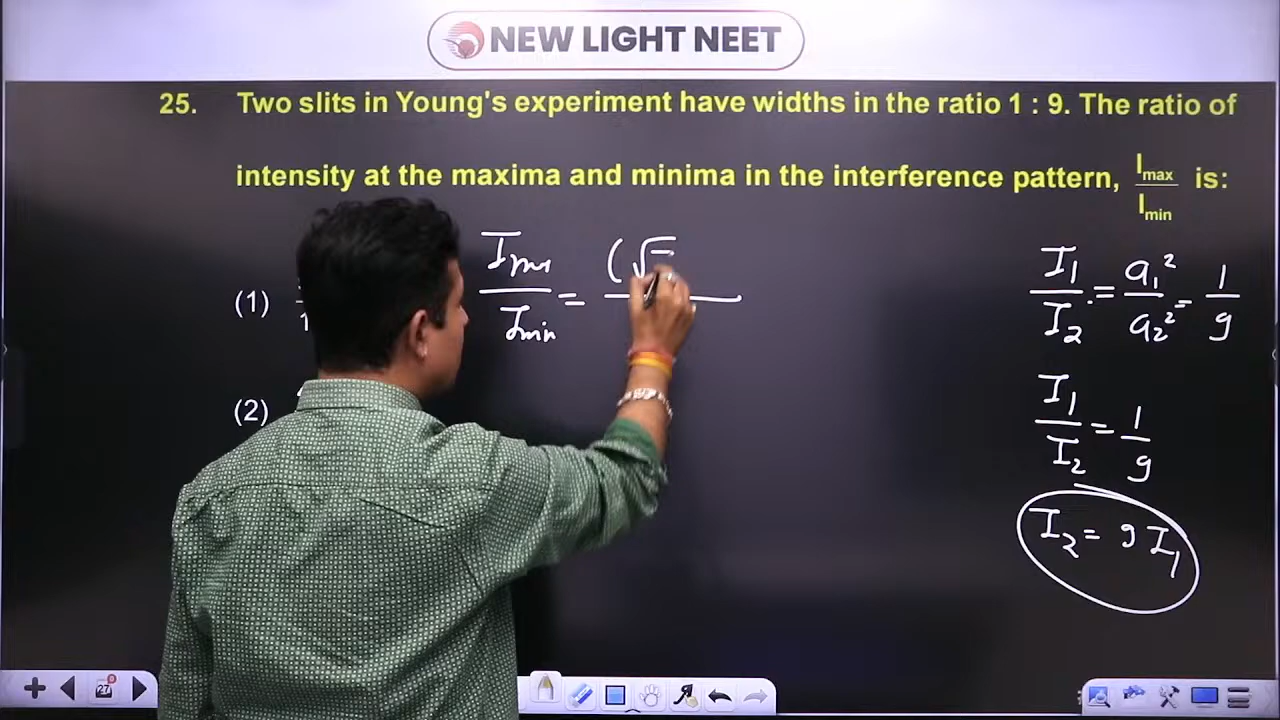 NEW LIGHT NEET
25. Two slits in Young's experiment have widths in the ratio 1 : 9. The ratio of
intensity at the maxima and minima in the interference pattern, Imax/Imin is:
(1)
(2)
Imax/Imin = (√
I1/I2 = a1²/a2² = 1/9
I1/I2 = 1/9
I2 = 9 I1
27